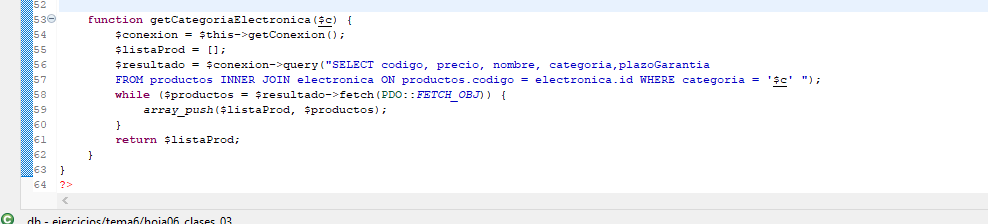 52
53 function getCategoriaElectronica($c) {
54 $conexion = $this->getConexion();
55 $listaProd = [];
56 $resultado = $conexion->query("SELECT codigo, precio, nombre, categoria,plazoGarantia
57 FROM productos INNER JOIN electronica ON productos.codigo = electronica.id WHERE categoria = '$c' ");
58 while ($productos = $resultado->fetch(PDO::FETCH_OBJ)) {
59 array_push($listaProd, $productos);
60 }
61 return $listaProd;
62 }
63 }
64 ?>
db - ejercicios/tema6/hoja06_clases_03